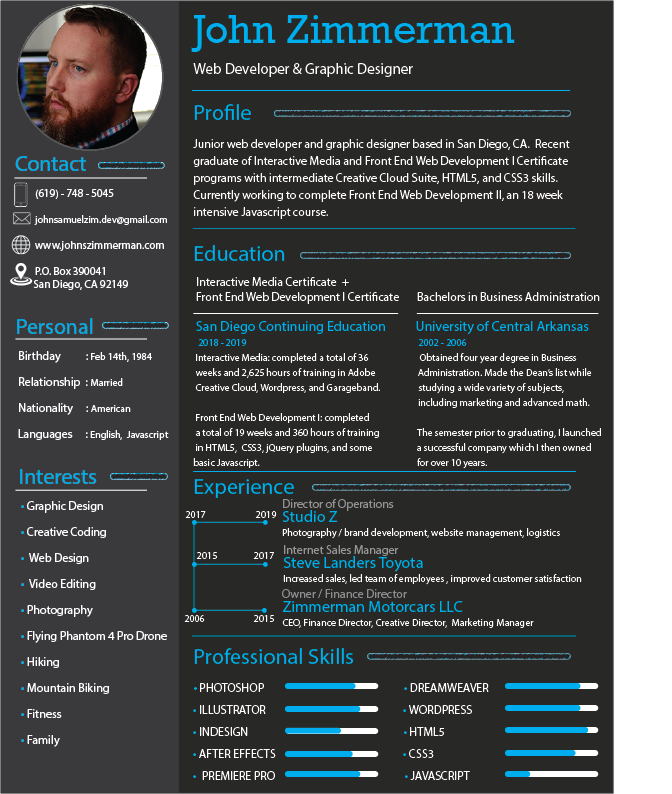 John Zimmerman
Web Developer & Graphic Designer
Contact
(619) - 748 - 5045
johnsamuelzim.dev@gmail.com
www.johnszimmerman.com
P.O. Box 390041
San Diego, CA 92149
Personal
Birthday : Feb 14th, 1984
Relationship : Married
Nationality : American
Languages : English, Javascript
Interests
• Graphic Design
• Creative Coding
• Web Design
• Video Editing
• Photography
• Flying Phantom 4 Pro Drone
• Hiking
• Mountain Biking
• Fitness
• Family
Profile
Junior web developer and graphic designer based in San Diego, CA. Recent
graduate of Interactive Media and Front End Web Development I Certificate
programs with intermediate Creative Cloud Suite, HTML5, and CSS3 skills.
Currently working to complete Front End Web Development II, an 18 week
intensive Javascript course.
Education
Interactive Media Certificate +
Front End Web Development I Certificate
San Diego Continuing Education
2018 - 2019
Interactive Media: completed a total of 36
weeks and 2,625 hours of training in Adobe
Creative Cloud, Wordpress, and Garageband.
Front End Web Development I: completed
a total of 19 weeks and 360 hours of training
in HTML5, CSS3, jQuery plugins, and some
basic Javascript.
Bachelors in Business Administration
University of Central Arkansas
2002 - 2006
Obtained four year degree in Business
Administration. Made the Dean's list while
studying a wide variety of subjects,
including marketing and advanced math.
The semester prior to graduating, I launched
a successful company which I then owned
for over 10 years.
Experience
2017 2019
Director of Operations
Studio Z
Photography / brand development, website management, logistics
2015 2017
Internet Sales Manager
Steve Landers Toyota
Increased sales, led team of employees , improved customer satisfaction
2006 2015
Owner / Finance Director
Zimmerman Motorcars LLC
CEO, Finance Director, Creative Director, Marketing Manager
Professional Skills
• PHOTOSHOP
• ILLUSTRATOR
• INDESIGN
• AFTER EFFECTS
• PREMIERE PRO
• DREAMWEAVER
• WORDPRESS
• HTML5
• CSS3
• JAVASCRIPT